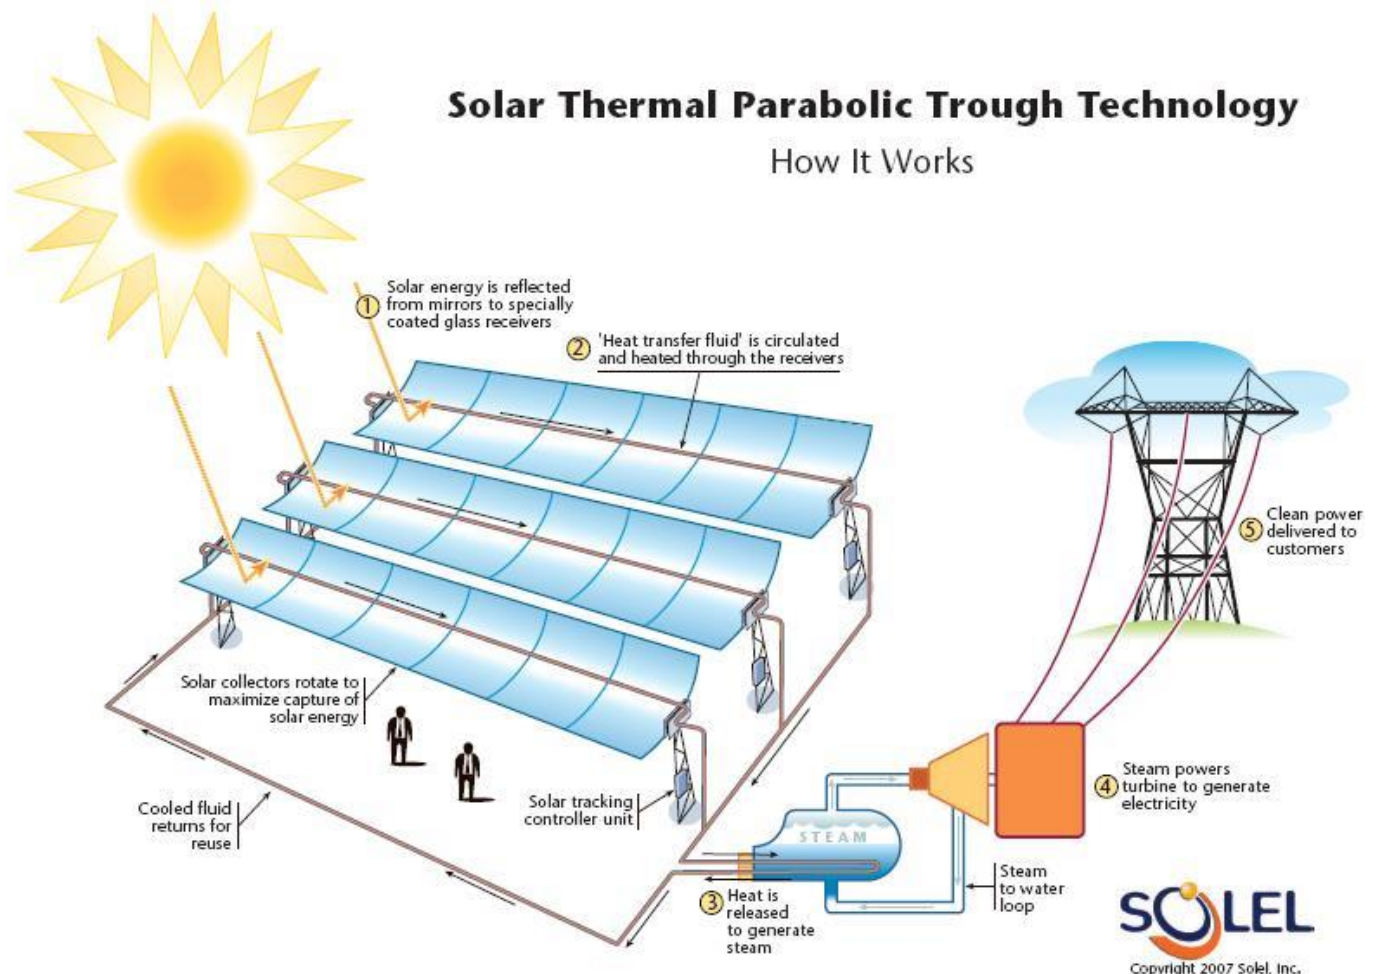 Solar Thermal Parabolic Trough Technology
How It Works
1
Solar energy is reflected
from mirrors to specially
coated glass receivers
2
'Heat transfer fluid' is circulated
and heated through the receivers
5
Clean power
delivered to
customers
Solar collectors rotate to
maximize capture of
solar energy
Cooled fluid
returns for
reuse
Solar tracking
controller unit
STEAM
4
Steam powers
turbine to generate
electricity
3
Heat is
released
to generate
steam
Steam
to water
loop
SOLEL
Copyright 2007 Solel, Inc.